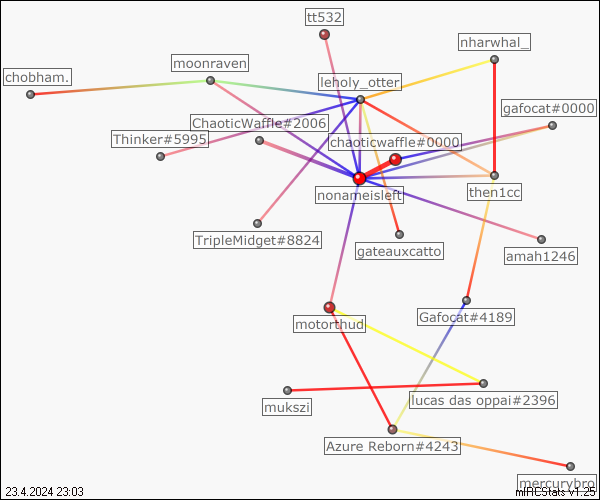 tt532
nharwhal_
moonraven
chobham.
leholy_otter
gafocat#0000
ChaoticWaffle#2006
Thinker#5995
chaoticwaffle#0000
nonameisleft
then1cc
TripleMidget#8824
gateauxcatto
amah1246
motorthud
Gafocat#4189
lucas das oppai#2396
mukszi
Azure Reborn#4243
mercurybro
23.4.2024 23:03
mIRCStats v1.25